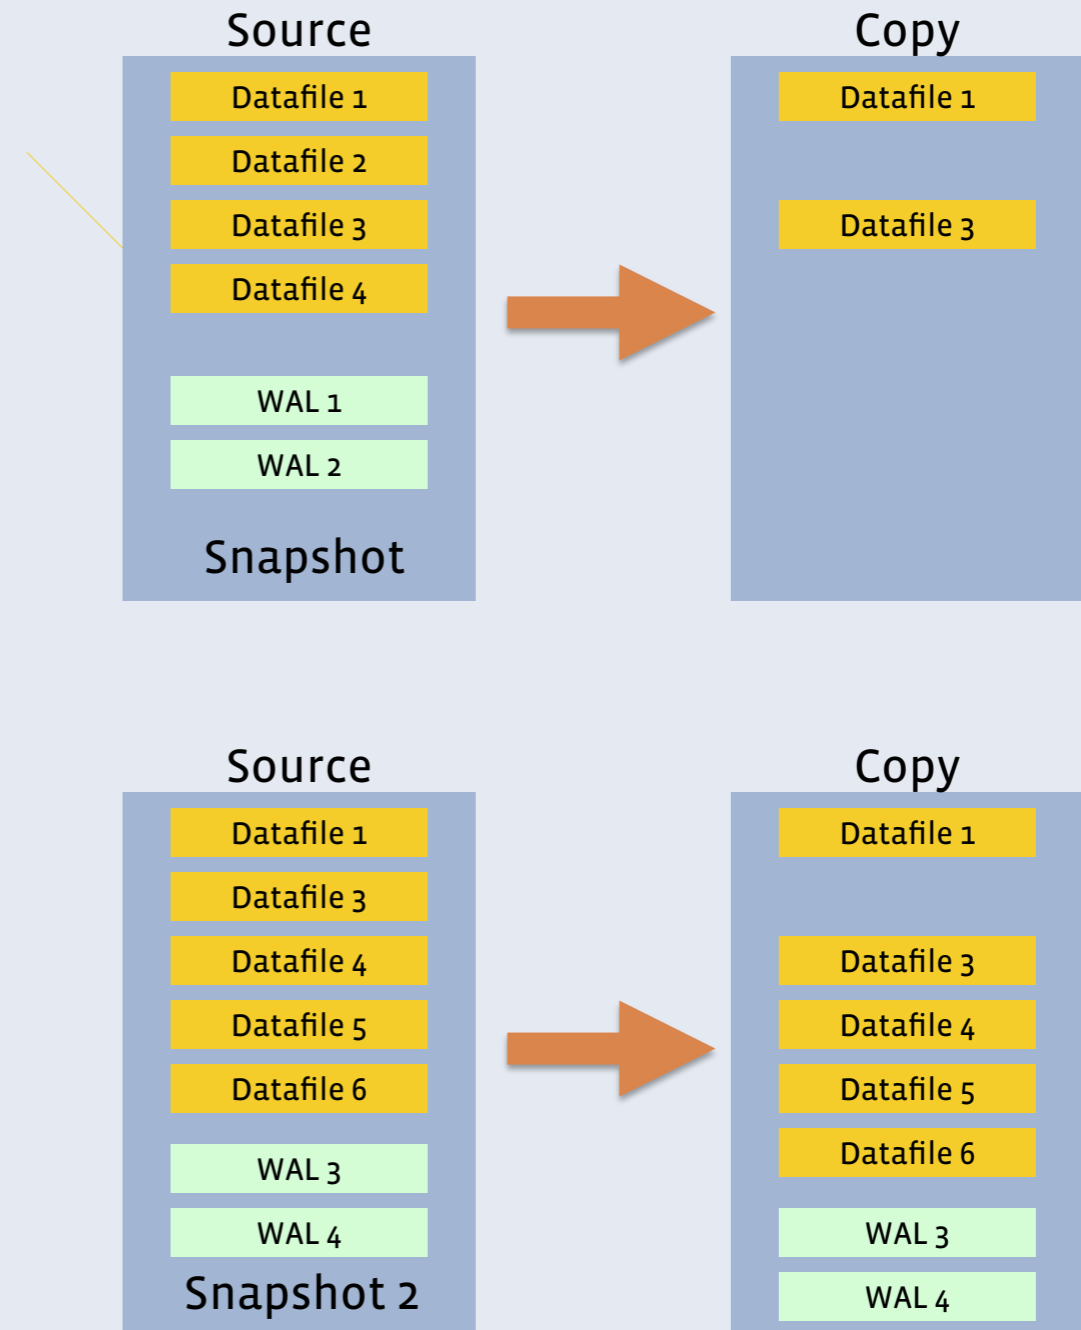 Source
Datafile 1
Datafile 2
Datafile 3
Datafile 4
WAL 1
WAL 2
Snapshot
Copy
Datafile 1
Datafile 3
Source
Datafile 1
Datafile 3
Datafile 4
Datafile 5
Datafile 6
WAL 3
WAL 4
Snapshot 2
Copy
Datafile 1
Datafile 3
Datafile 4
Datafile 5
Datafile 6
WAL 3
WAL 4